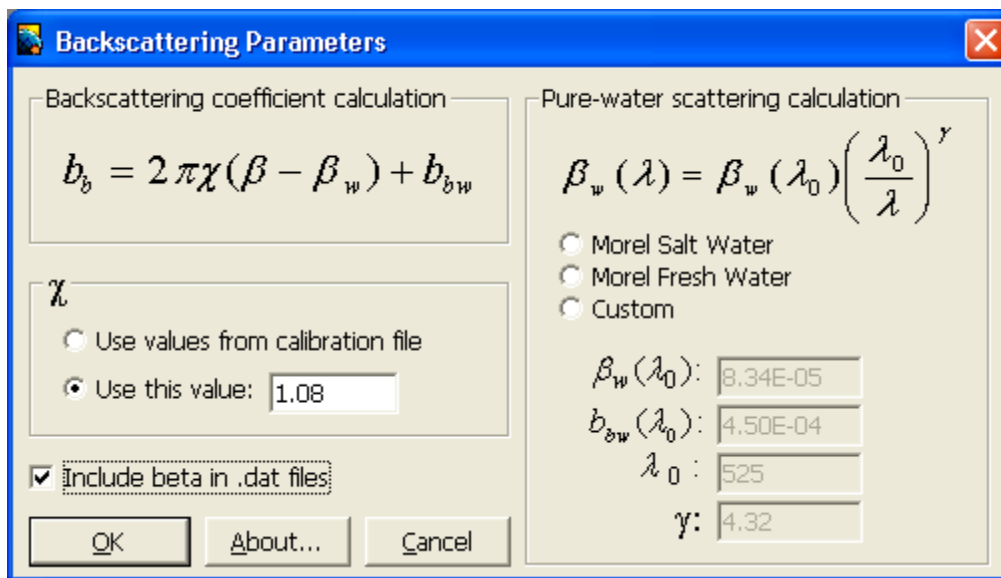 Backscattering Parameters
Backscattering coefficient calculation
b_b = 2πχ(β − β_w) + b_bw
χ
Use values from calibration file
Use this value: 1.08
Include beta in .dat files
OK About... Cancel
Pure-water scattering calculation
β_w (λ) = β_w (λ_0)(λ_0/λ)^γ
Morel Salt Water
Morel Fresh Water
Custom
β_w(λ_0): 8.34E-05
b_bw(λ_0): 4.50E-04
λ_0 : 525
γ: 4.32